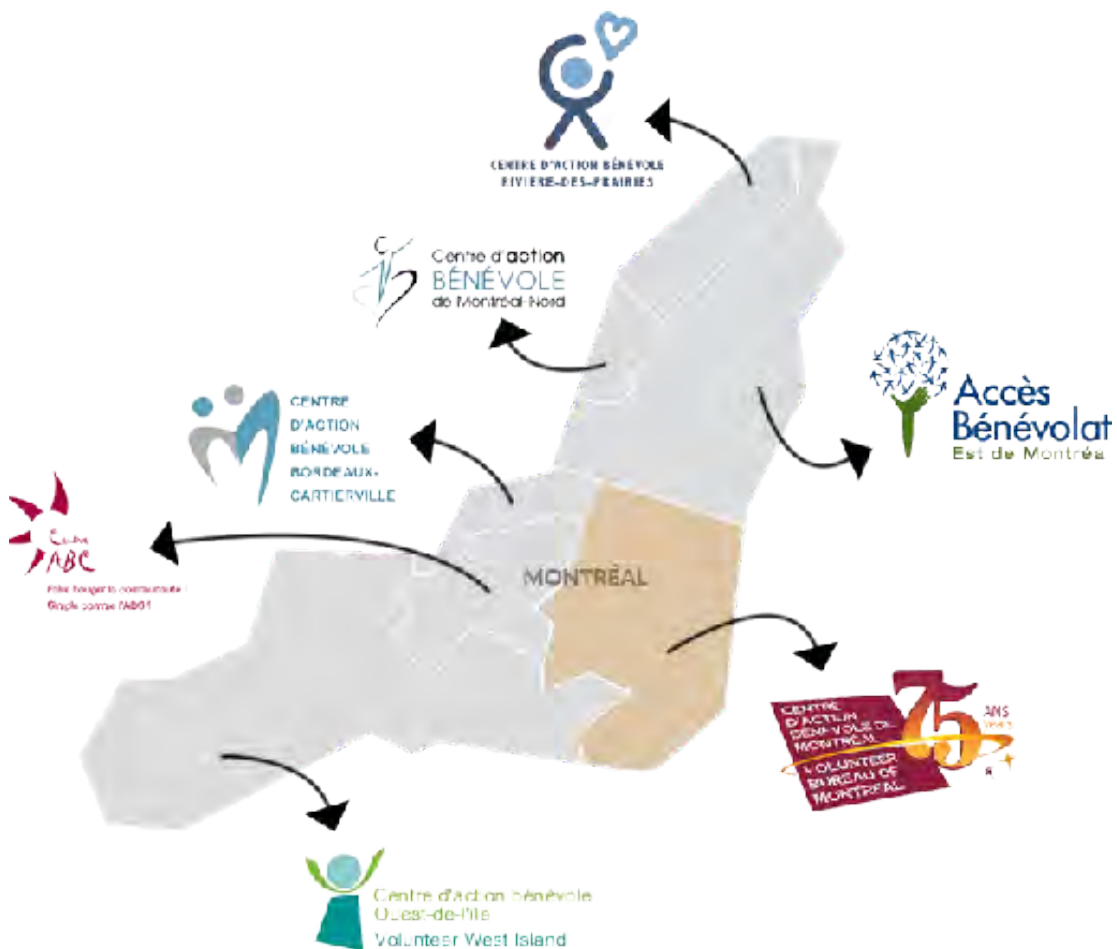 CENTRE D'ACTION BÉNÉVOLE
RIVIÈRE-DES-PRAIRIES
Centre d'action
BÉNÉVOLE
de Montréal-Nord
Accès
Bénévolat
Est de Montréa
CENTRE
D'ACTION
BÉNÉVOLE
BORDEAUX-
CARTIERVILLE
ABC
MONTRÉAL
CENTRE
D'ACTION
BÉNÉVOLE DE
MONTRÉAL
VOLUNTEER
BUREAU OF
MONTREAL
75
ANS
Centre d'action bénévole
Ouest-de-l'île
Volunteer West Island